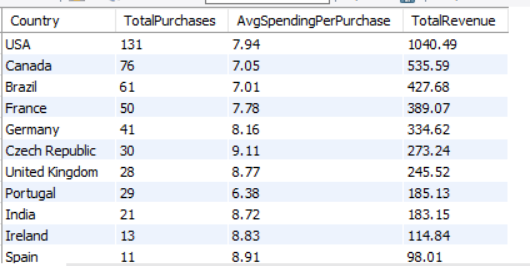 Country TotalPurchases AvgSpendingPerPurchase TotalRevenue
USA 131 7.94 1040.49
Canada 76 7.05 535.59
Brazil 61 7.01 427.68
France 50 7.78 389.07
Germany 41 8.16 334.62
Czech Republic 30 9.11 273.24
United Kingdom 28 8.77 245.52
Portugal 29 6.38 185.13
India 21 8.72 183.15
Ireland 13 8.83 114.84
Spain 11 8.91 98.01